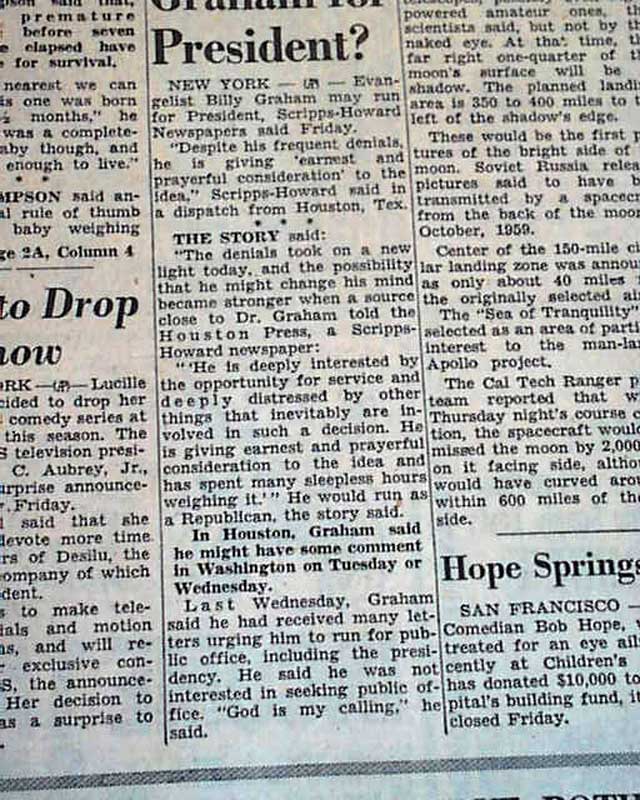 said that,
premature
before seven
elapsed have
for survival.
nearest we can
is one was born
½ months," he
was a complete-
aby though, and
enough to live."
* *
MPSON said an-
al rule of thumb
baby weighing
ge 2A, Column 4
to Drop
how
ORK —(AP)— Lucille
cided to drop her
comedy series at
this season. The
S television presi-
C. Aubrey, Jr.,
urprise announce-
Friday.
said that she
devote more time
rs of Desilu, the
ompany of which
dent.
s to make tele-
ials and motion
s, and will re-
exclusive con-
S, the announce-
Her decision to
as a surprise to
Graham for
President?
NEW YORK — (AP) — Evan-
gelist Billy Graham may run
for President, Scripps-Howard
Newspapers said Friday.
"Despite his frequent denials,
he is giving 'earnest and
prayerful consideration' to the
idea," Scripps-Howard said in
a dispatch from Houston, Tex.
* * *
THE STORY said:
"The denials took on a new
light today, and the possibility
that he might change his mind
became stronger when a source
close to Dr. Graham told the
Houston Press, a Scripps-
Howard newspaper:
"'He is deeply interested by
the opportunity for service and
deeply distressed by other
things that inevitably are in-
volved in such a decision. He
is giving earnest and prayerful
consideration to the idea and
has spent many sleepless hours
weighing it.'" He would run as
a Republican, the story said.
In Houston, Graham said
he might have some comment
in Washington on Tuesday or
Wednesday.
Last Wednesday, Graham
said he had received many let-
ters urging him to run for pub-
lic office, including the presi-
dency. He said he was not
interested in seeking public of-
fice. "God is my calling," he
said.
powered amateur ones, th
scientists said, but not by th
naked eye. At that time, th
far right one-quarter of th
moon's surface will be
shadow. The planned landi
area is 350 to 400 miles to
left of the shadow's edge.
These would be the first p
tures of the bright side of
moon. Soviet Russia relea
pictures said to have b
transmitted by a spacecr
from the back of the moo
October, 1959.
Center of the 150-mile ci
lar landing zone was annou
as only about 40 miles
the originally selected ai
The "Sea of Tranquility"
selected as an area of parti
interest to the man-lan
Apollo project.
The Cal Tech Ranger p
team reported that w
Thursday night's course
tion, the spacecraft would
missed the moon by 2,000
on it facing side, altho
would have curved arou
within 600 miles of th
side.
Hope Springs
SAN FRANCISCO —
Comedian Bob Hope, w
treated for an eye ail
cently at Children's
has donated $10,000 to
pital's building fund, i
closed Friday.